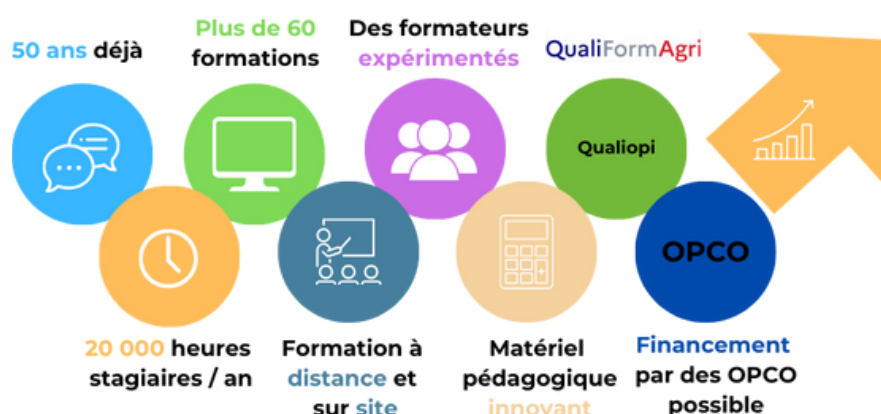 50 ans déjà
Plus de 60
formations
Des formateurs
expérimentés
QualiFormAgri
Qualiopi
OPCO
20 000 heures
stagiaires / an
Formation à
distance et
sur site
Matériel
pédagogique
innovant
Financement
par des OPCO
possible